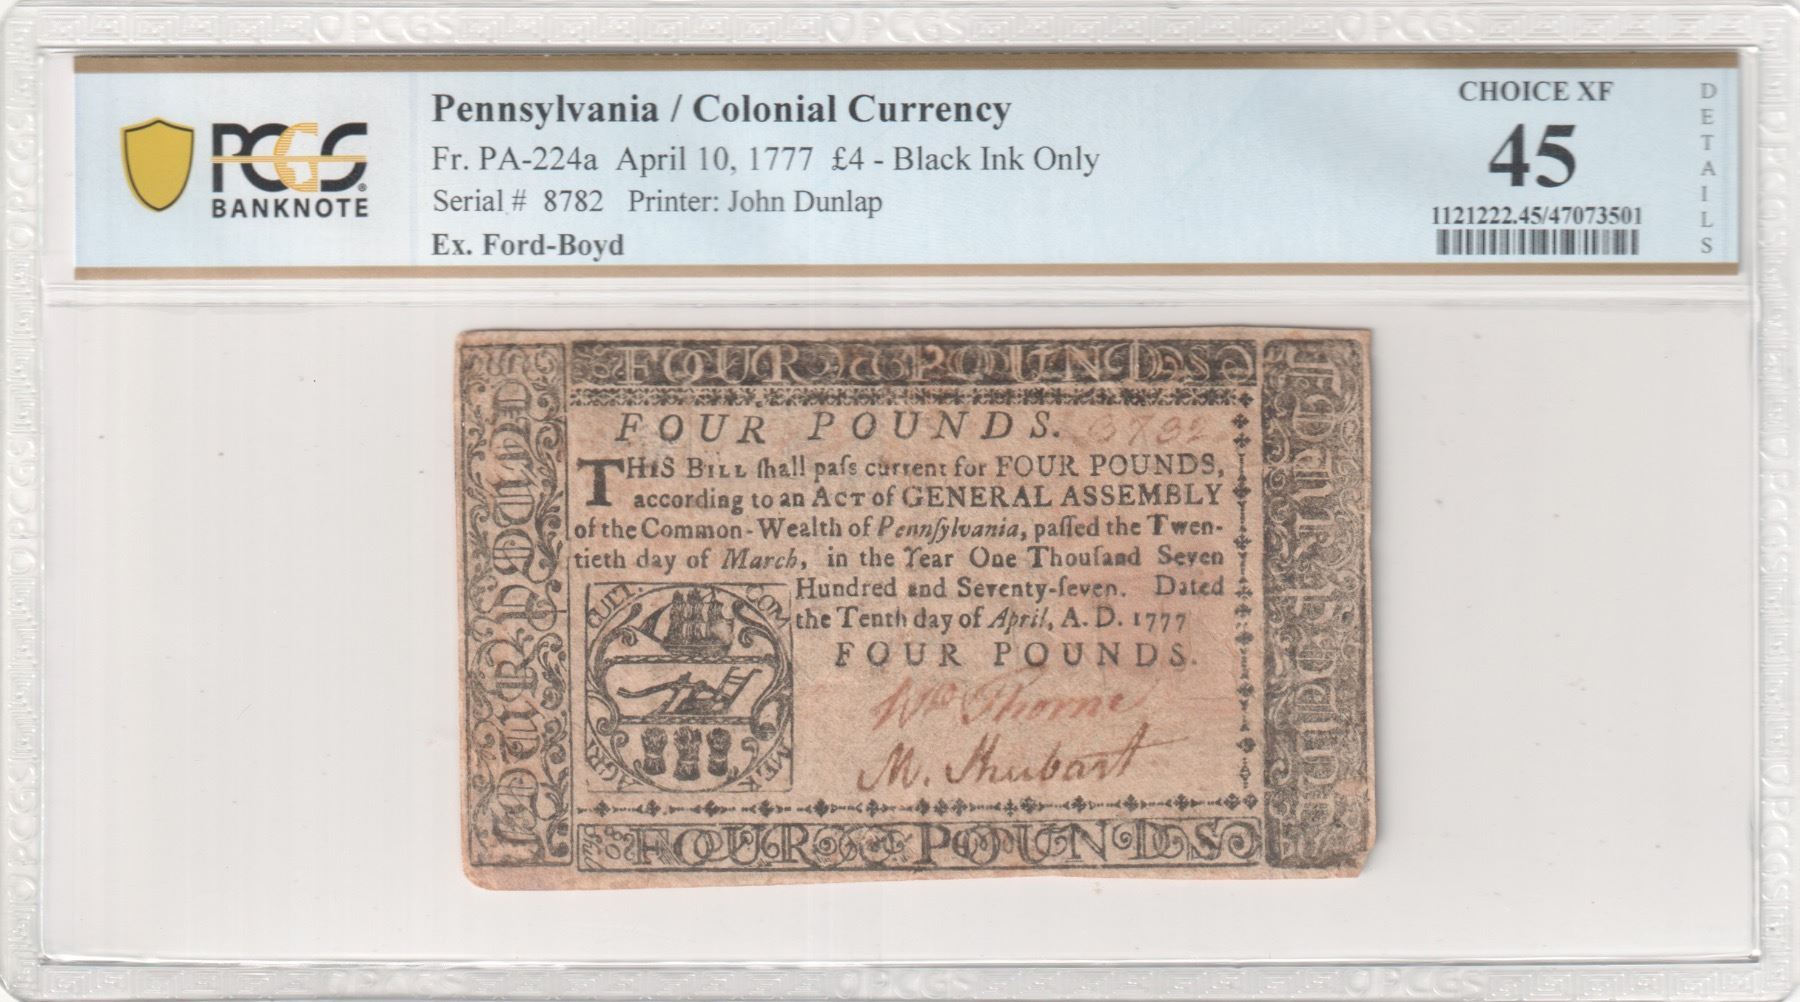 PCGS
BANKNOTE
Pennsylvania / Colonial Currency
Fr. PA-224a April 10, 1777 £4 - Black Ink Only
Serial # 8782 Printer: John Dunlap
Ex. Ford-Boyd
CHOICE XF
45
1121222.45/47073501
DETAILS
FOUR POUNDS
FOUR POUNDS. 8782
THIS BILL ſhall paſs current for FOUR POUNDS,
according to an ACT of GENERAL ASSEMBLY
of the Common-Wealth of Pennſylvania, paſſed the Twen-
tieth day of March, in the Year One Thouſand Seven
Hundred and Seventy-ſeven. Dated
the Tenth day of April, A. D. 1777
FOUR POUNDS.
Wm Thorne
M. Shubart
FOUR POUNDS
Four Pounds
Four Pounds